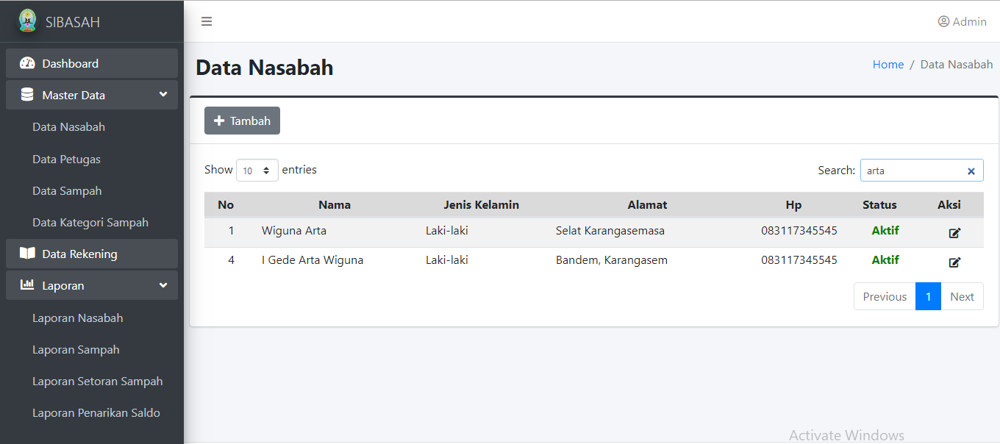 SIBASAH
Admin
Dashboard
Master Data
Data Nasabah
Data Petugas
Data Sampah
Data Kategori Sampah
Data Rekening
Laporan
Laporan Nasabah
Laporan Sampah
Laporan Setoran Sampah
Laporan Penarikan Saldo
Data Nasabah
Home / Data Nasabah
Tambah
Show 10 entries
Search: arta
No Nama Jenis Kelamin Alamat Hp Status Aksi
1 Wiguna Arta Laki-laki Selat Karangasemasa 083117345545 Aktif
4 I Gede Arta Wiguna Laki-laki Bandem, Karangasem 083117345545 Aktif
Previous 1 Next
Activate Windows